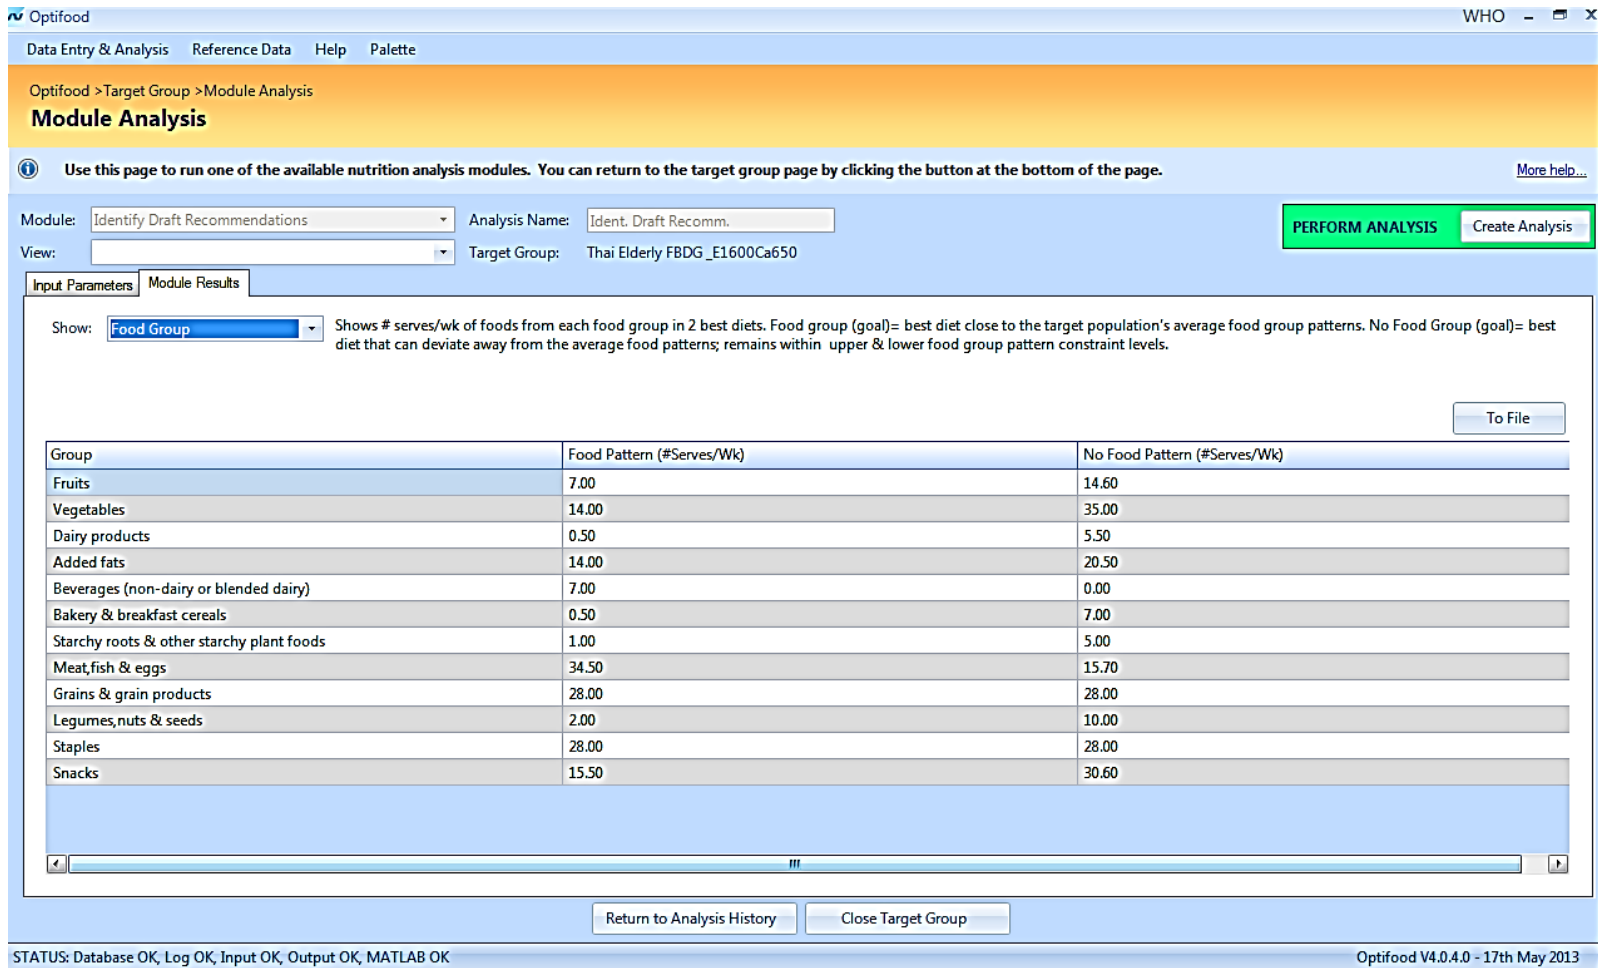 Optifood WHO
Data Entry & Analysis Reference Data Help Palette
Optifood >Target Group >Module Analysis
Module Analysis
Use this page to run one of the available nutrition analysis modules. You can return to the target group page by clicking the button at the bottom of the page. More help...
Module: Identify Draft Recommendations Analysis Name: Ident. Draft Recomm. PERFORM ANALYSIS Create Analysis
View: Target Group: Thai Elderly FBDG _E1600Ca650
Input Parameters Module Results
Show: Food Group Shows # serves/wk of foods from each food group in 2 best diets. Food group (goal)= best diet close to the target population's average food group patterns. No Food Group (goal)= best
diet that can deviate away from the average food patterns; remains within upper & lower food group pattern constraint levels.
To File
Group Food Pattern (#Serves/Wk) No Food Pattern (#Serves/Wk)
Fruits 7.00 14.60
Vegetables 14.00 35.00
Dairy products 0.50 5.50
Added fats 14.00 20.50
Beverages (non-dairy or blended dairy) 7.00 0.00
Bakery & breakfast cereals 0.50 7.00
Starchy roots & other starchy plant foods 1.00 5.00
Meat,fish & eggs 34.50 15.70
Grains & grain products 28.00 28.00
Legumes,nuts & seeds 2.00 10.00
Staples 28.00 28.00
Snacks 15.50 30.60
Return to Analysis History Close Target Group
STATUS: Database OK, Log OK, Input OK, Output OK, MATLAB OK Optifood V4.0.4.0 - 17th May 2013